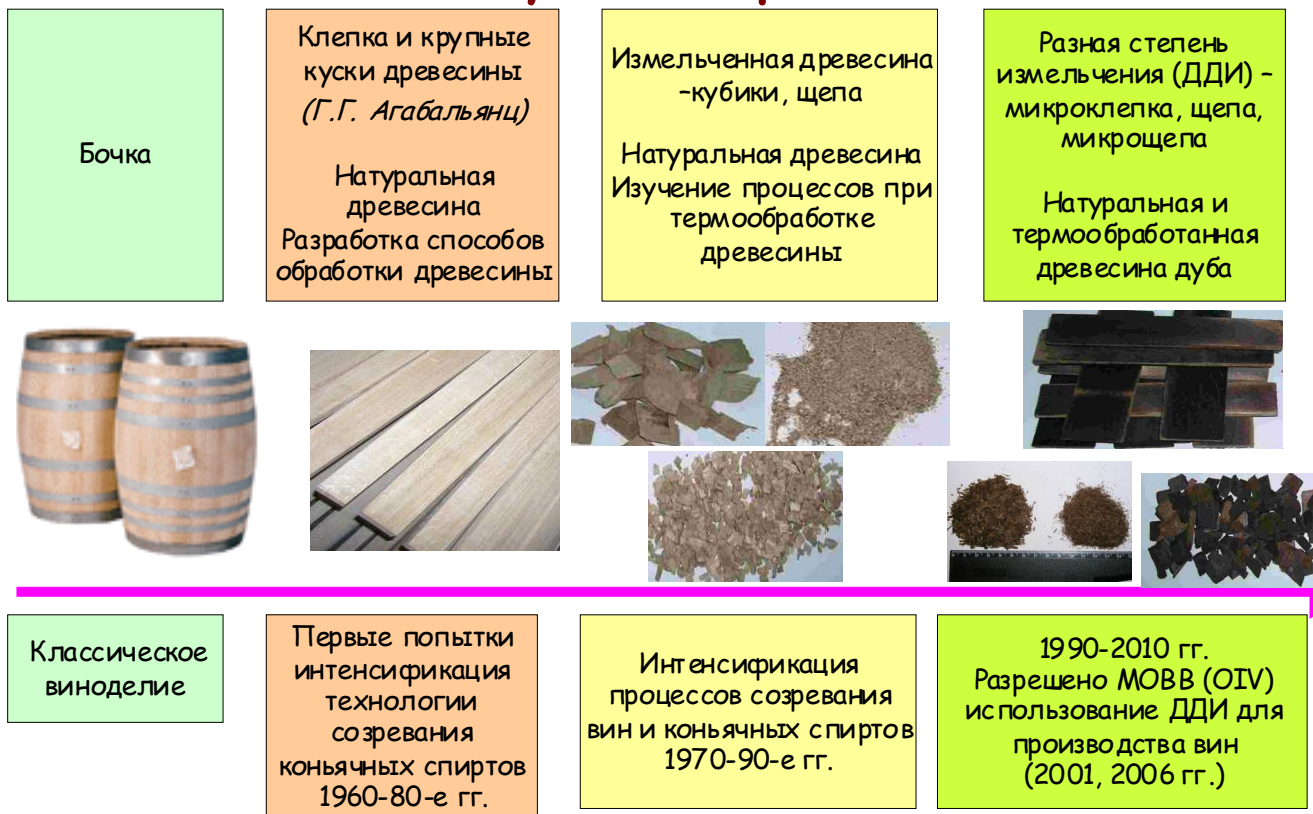 Бочка
Клепка и крупные
куски древесины
(Г.Г. Агабальянц)
Натуральная
древесина
Разработка способов
обработки древесины
Измельченная древесина
–кубики, щепа
Натуральная древесина
Изучение процессов при
термообработке
древесины
Разная степень
измельчения (ДДИ) –
микроклепка, щепа,
микрощепа
Натуральная и
термообработанная
древесина дуба
Классическое
виноделие
Первые попытки
интенсификация
технологии
созревания
коньячных спиртов
1960-80-е гг.
Интенсификация
процессов созревания
вин и коньячных спиртов
1970-90-е гг.
1990-2010 гг.
Разрешено МОВВ (OIV)
использование ДДИ для
производства вин
(2001, 2006 гг.)